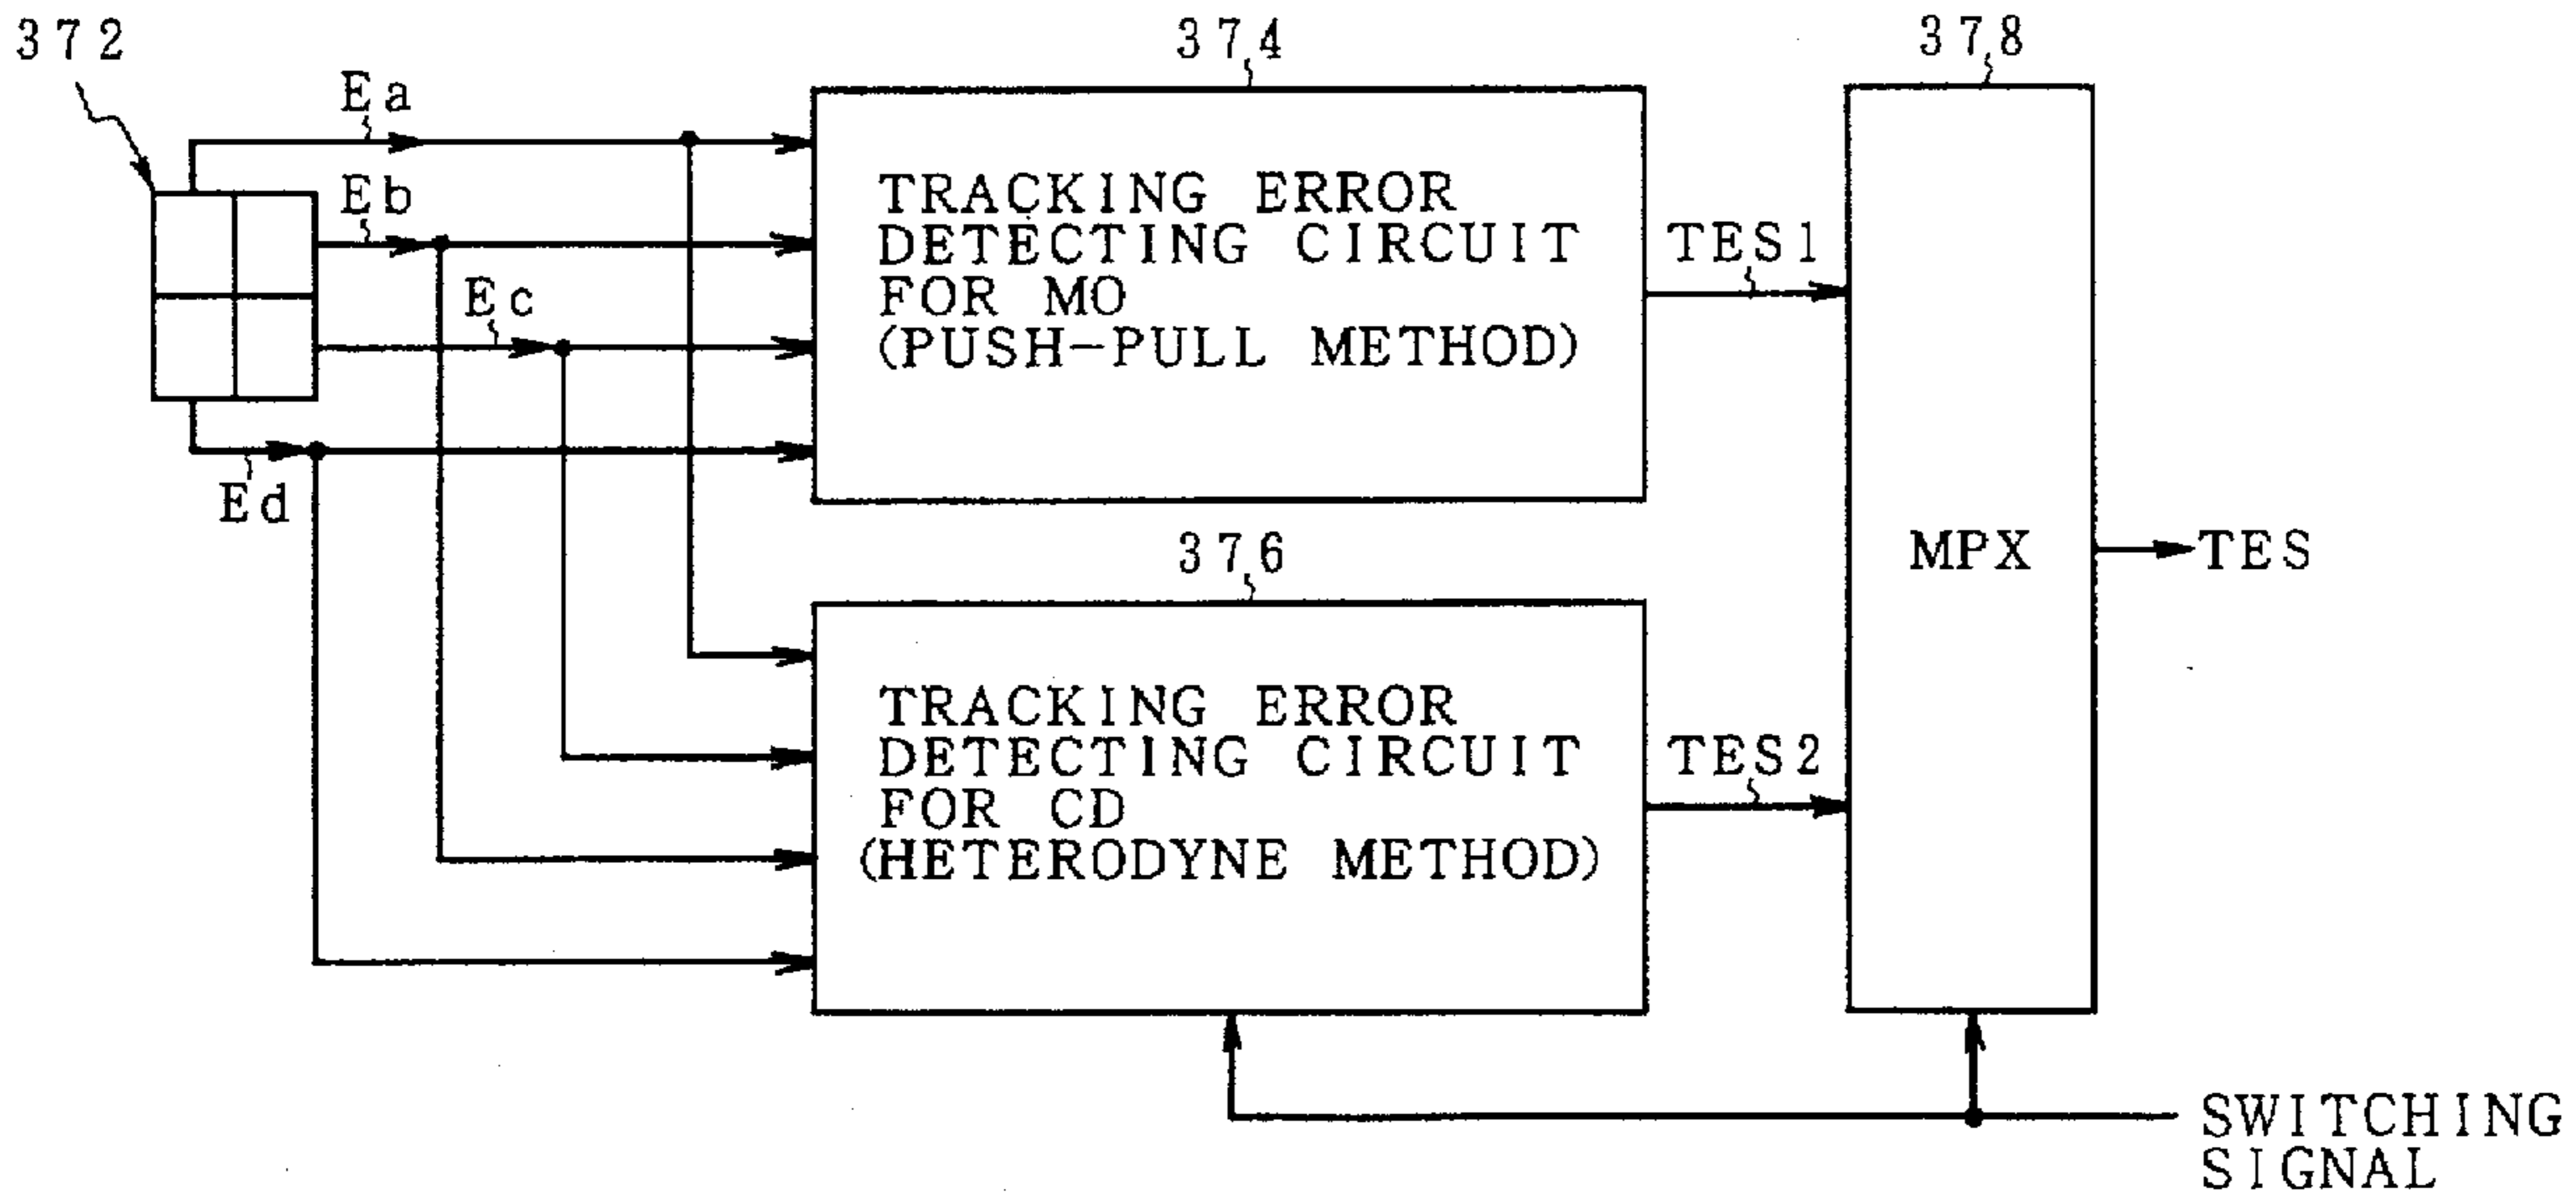 372
374
378
Ea
Eb
Ec
Ed
TRACKING ERROR
DETECTING CIRCUIT
FOR MO
(PUSH-PULL METHOD)
TES1
376
MPX
TES
TRACKING ERROR
DETECTING CIRCUIT
FOR CD
(HETERODYNE METHOD)
TES2
SWITCHING
SIGNAL